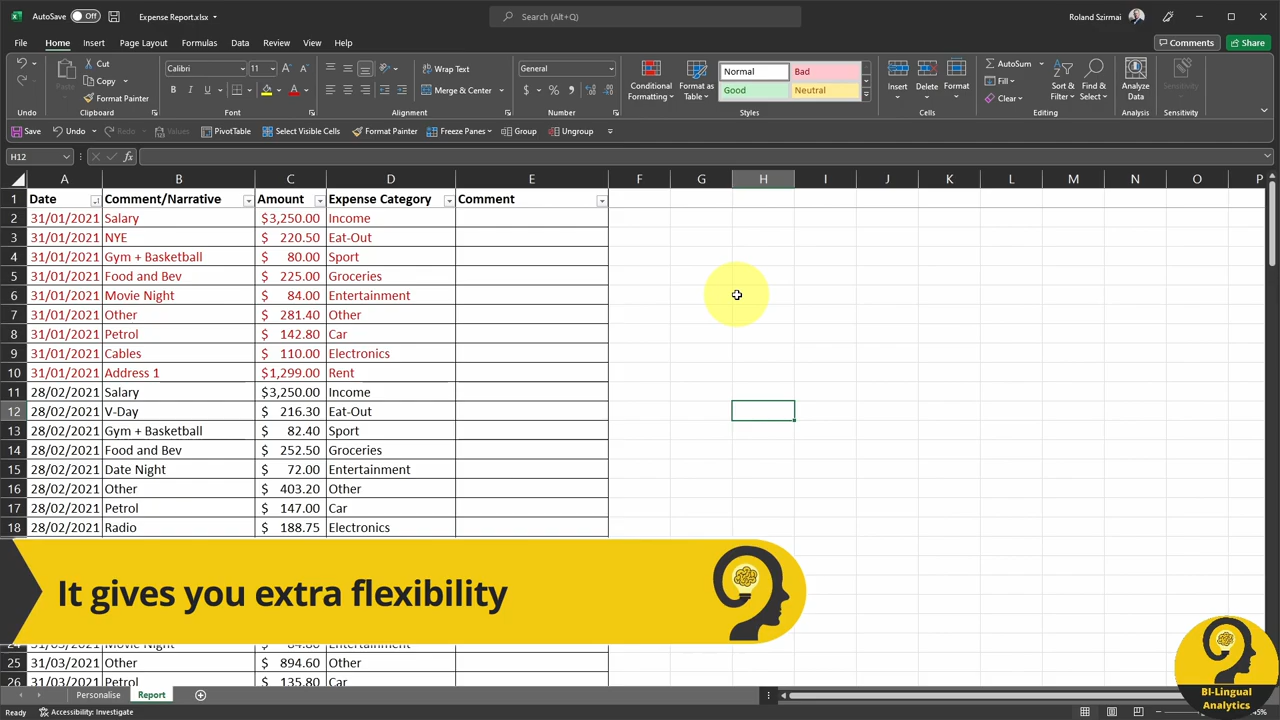 AutoSave Off Expense Report.xlsx Search (Alt+Q) Roland Szirmai
File Home Insert Page Layout Formulas Data Review View Help Comments Share
Cut Calibri 11 Wrap Text General Normal Bad AutoSum
Copy Conditional Format as Insert Delete Format Fill Sort & Find & Analyze Sensitivity
Paste Format Painter B I U A Merge & Center $ % Formatting Table Good Neutral Clear Filter Select Data
Undo Clipboard Font Alignment Number Styles Cells Editing Analysis Sensitivity
Save Undo Redo Values PivotTable Select Visible Cells Format Painter Freeze Panes Group Ungroup
H12 fx
A B C D E F G H I J K L M N O P
1 Date Comment/Narrative Amount Expense Category Comment
2 31/01/2021 Salary $3,250.00 Income
3 31/01/2021 NYE $ 220.50 Eat-Out
4 31/01/2021 Gym + Basketball $ 80.00 Sport
5 31/01/2021 Food and Bev $ 225.00 Groceries
6 31/01/2021 Movie Night $ 84.00 Entertainment
7 31/01/2021 Other $ 281.40 Other
8 31/01/2021 Petrol $ 142.80 Car
9 31/01/2021 Cables $ 110.00 Electronics
10 31/01/2021 Address 1 $1,299.00 Rent
11 28/02/2021 Salary $3,250.00 Income
12 28/02/2021 V-Day $ 216.30 Eat-Out
13 28/02/2021 Gym + Basketball $ 82.40 Sport
14 28/02/2021 Food and Bev $ 252.50 Groceries
15 28/02/2021 Date Night $ 72.00 Entertainment
16 28/02/2021 Other $ 403.20 Other
17 28/02/2021 Petrol $ 147.00 Car
18 28/02/2021 Radio $ 188.75 Electronics
It gives you extra flexibility
25 31/03/2021 Other $ 894.60 Other
26 31/03/2021 Petrol $ 135.80 Car
BI-Lingual
Analytics
Personalise Report
Ready Accessibility: Investigate